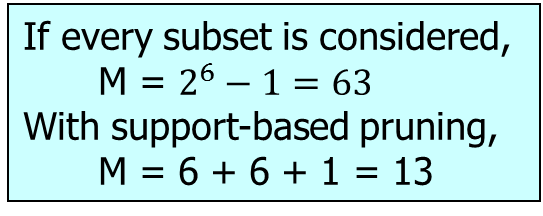 If every subset is considered,
M = 2⁶ − 1 = 63
With support-based pruning,
M = 6 + 6 + 1 = 13